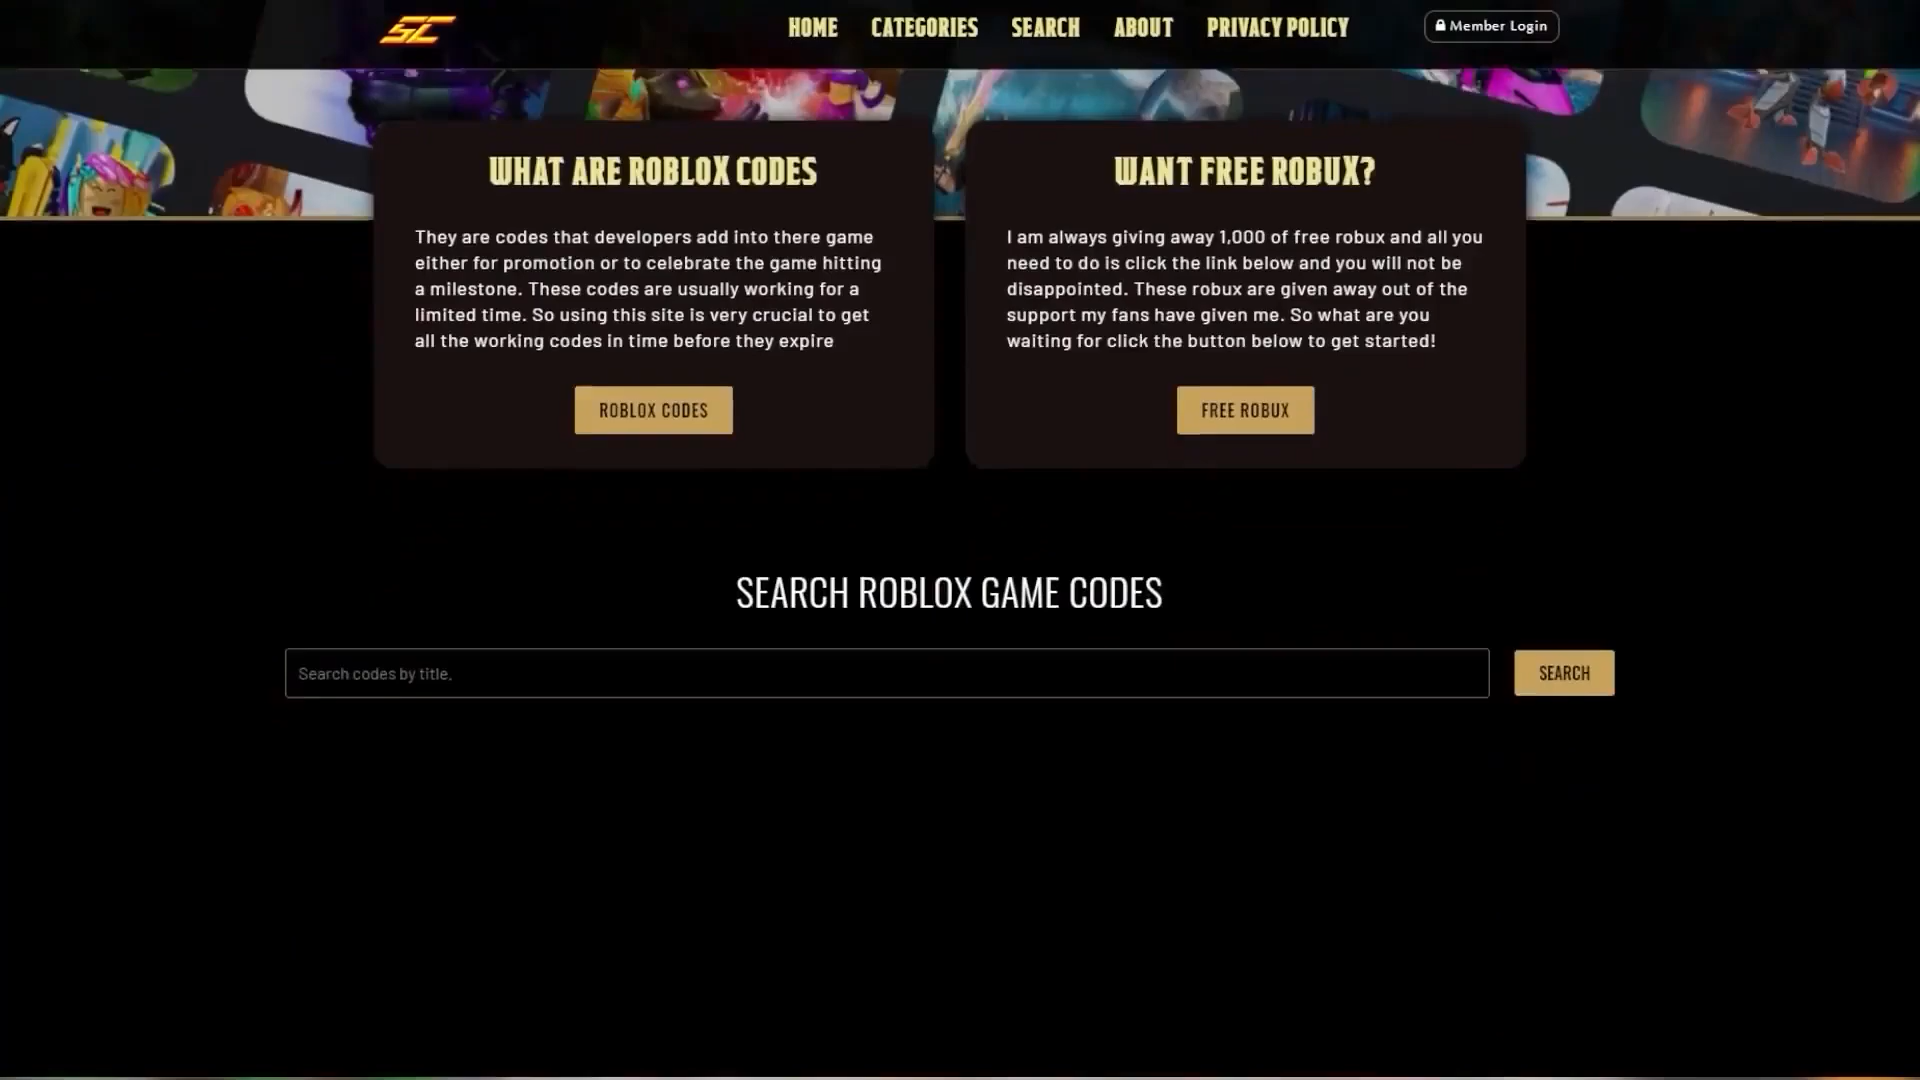 SC
HOME CATEGORIES SEARCH ABOUT PRIVACY POLICY Member Login
WHAT ARE ROBLOX CODES
They are codes that developers add into there game
either for promotion or to celebrate the game hitting
a milestone. These codes are usually working for a
limited time. So using this site is very crucial to get
all the working codes in time before they expire
ROBLOX CODES
WANT FREE ROBUX?
I am always giving away 1,000 of free robux and all you
need to do is click the link below and you will not be
disappointed. These robux are given away out of the
support my fans have given me. So what are you
waiting for click the button below to get started!
FREE ROBUX
SEARCH ROBLOX GAME CODES
Search codes by title.
SEARCH